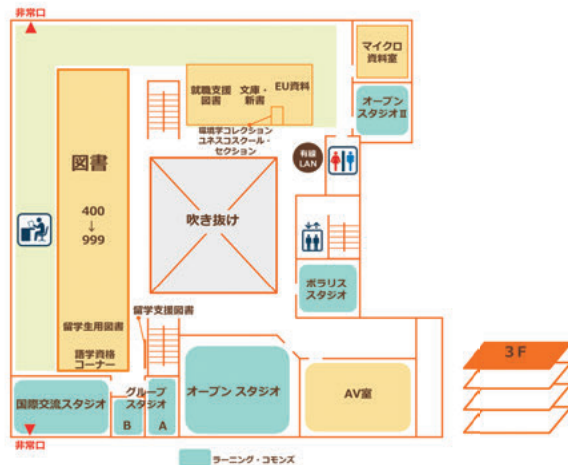 非常口
マイクロ
資料室
就職支援
図書
文庫・
新書
EU資料
オープン
スタジオⅡ
環境学コレクション
ユネスコスクール・
セクション
有線
LAN
図書
400
↓
999
吹き抜け
ポラリス
スタジオ
留学支援図書
留学生用図書
語学資格
コーナー
3F
国際交流スタジオ
グループ
スタジオ
B
A
オープン スタジオ
AV室
非常口
ラーニング・コモンズ